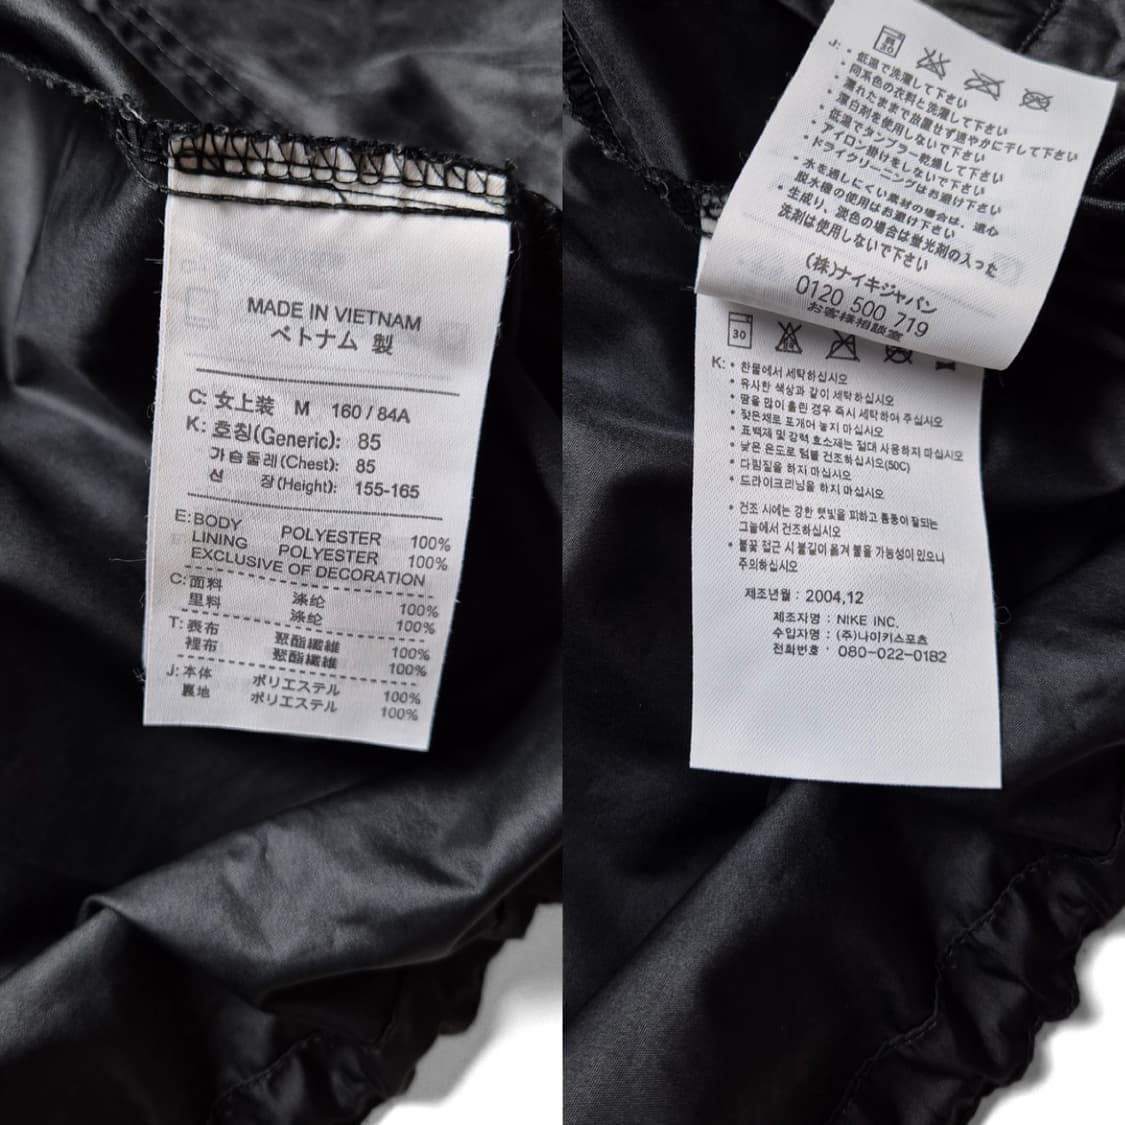 MADE IN VIETNAM
ベトナム 製
C: 女上装 M 160 / 84A
K: 호칭(Generic): 85
가슴둘레(Chest): 85
신 장(Height): 155-165
E: BODY POLYESTER 100%
LINING POLYESTER 100%
EXCLUSIVE OF DECORATION
C: 面料 涤纶 100%
里料 涤纶 100%
T: 表布 聚酯纖維 100%
裡布 聚酯纖維 100%
J: 本体 ポリエステル 100%
裏地 ポリエステル 100%
30
J: • 低温で洗濯して下さい
• 同系色の衣料と洗濯して下さい
• 濡れたままで放置せず速やかに干して下さい
• 漂白剤を使用しないで下さい
• 低温でタンブラー乾燥して下さい
• アイロン掛けをしないで下さい
• ドライクリーニングはお避け下さい
• 水を通しにくい素材の場合は、遠心
脱水機の使用はお避け下さい
• 生成り、淡色の場合は蛍光剤の入った
洗剤は使用しないで下さい
(株)ナイキジャパン
0120 500 719
お客様相談室
30
K: • 찬물에서 세탁하십시오
• 유사한 색상과 같이 세탁하십시오
• 땀을 많이 흘린 경우 즉시 세탁하여 주십시오
• 젖은채로 포개어 놓지 마십시오
• 표백제 및 강력 효소제는 절대 사용하지 마십시오
• 낮은 온도로 텀블 건조하십시오(50C)
• 다림질을 하지 마십시오
• 드라이크리닝을 하지 마십시오
• 건조 시에는 강한 햇빛을 피하고 통풍이 잘되는
그늘에서 건조하십시오
• 불꽃 접근 시 불길이 옮겨 붙을 가능성이 있으니
주의하십시오
제조년월 : 2004,12
제조자명 : NIKE INC.
수입자명 : (주)나이키스포츠
전화번호 : 080-022-0182